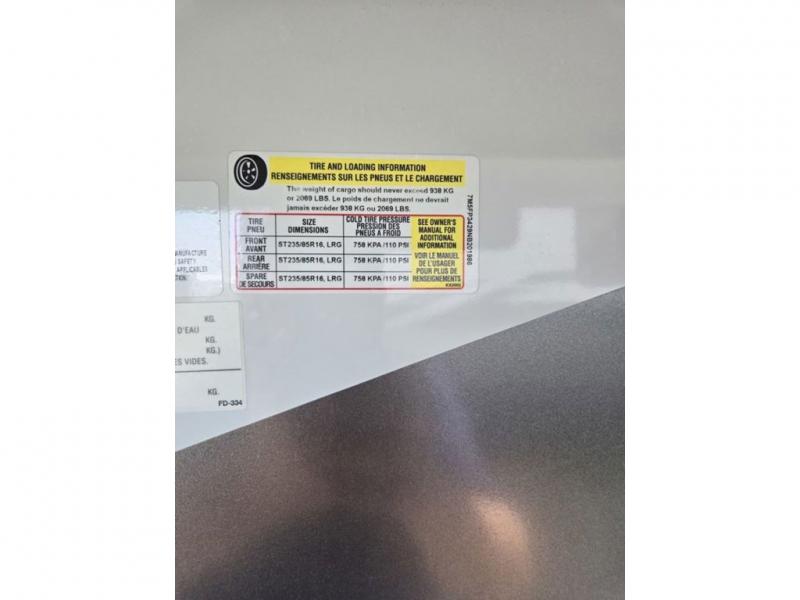 TIRE AND LOADING INFORMATION
RENSEIGNEMENTS SUR LES PNEUS ET LE CHARGEMENT
The weight of cargo should never exceed 938 KG
or 2069 LBS. Le poids de chargement ne devrait
jamais excéder 938 KG ou 2069 LBS.
TIRE PNEU SIZE DIMENSIONS COLD TIRE PRESSURE PRESSION DES PNEUS A FROID
FRONT AVANT ST235/85R16, LRG 758 KPA /110 PSI
REAR ARRIÈRE ST235/85R16, LRG 758 KPA /110 PSI
SPARE DE SECOURS ST235/85R16, LRG 758 KPA /110 PSI
SEE OWNER'S
MANUAL FOR
ADDITIONAL
INFORMATION
VOIR LE MANUEL
DE L'USAGER
POUR PLUS DE
RENSEIGNEMENTS
MANUFACTURE
SAFETY
APPLICABLES
KG.
D'EAU
KG.
KG.)
ES VIDES.
KG.
FD-334